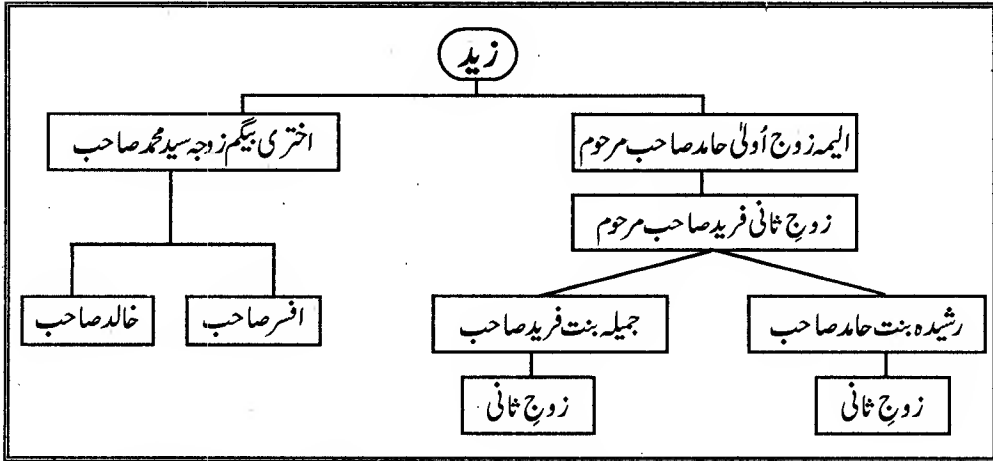 زید
الیمہ زوج اُولیٰ حامد صاحب مرحوم
اختری بیگم زوجہ سید محمد صاحب
زوجِ ثانی فرید صاحب مرحوم
رشیدہ بنت حامد صاحب
جمیلہ بنت فرید صاحب
افسر صاحب
خالد صاحب
زوجِ ثانی
زوجِ ثانی